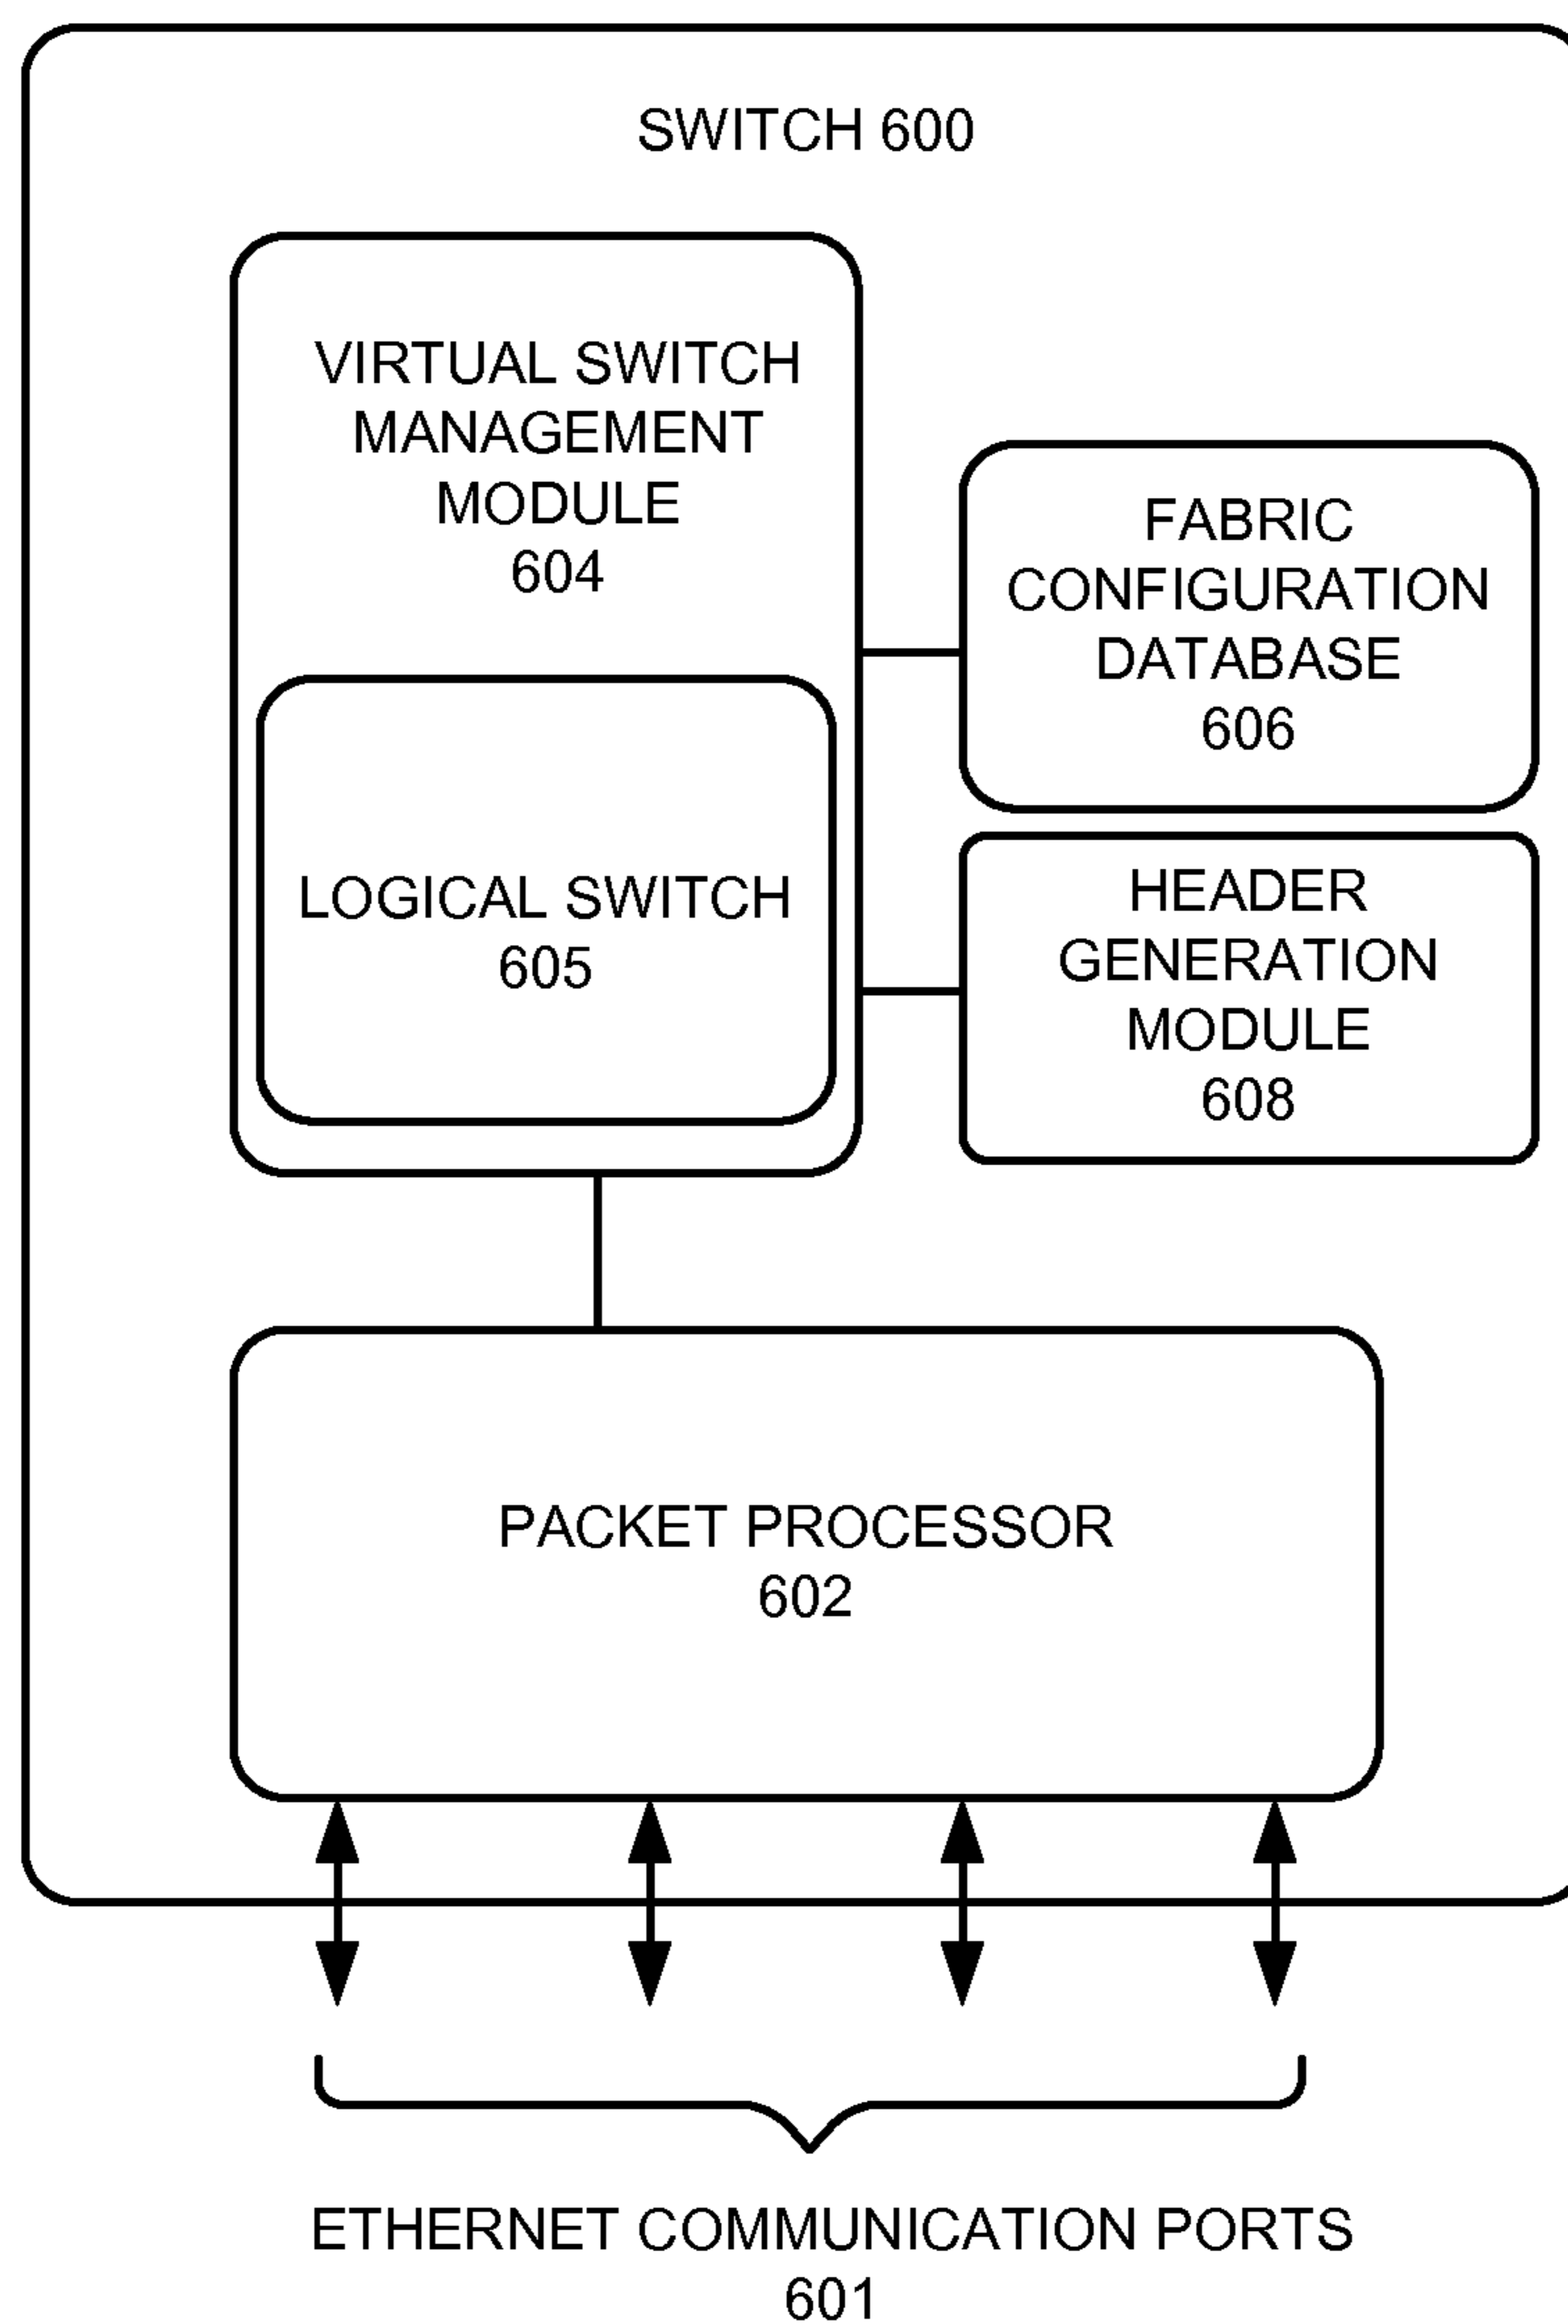 SWITCH 600
VIRTUAL SWITCH
MANAGEMENT
MODULE
604
FABRIC
CONFIGURATION
DATABASE
606
LOGICAL SWITCH
605
HEADER
GENERATION
MODULE
608
PACKET PROCESSOR
602
ETHERNET COMMUNICATION PORTS
601